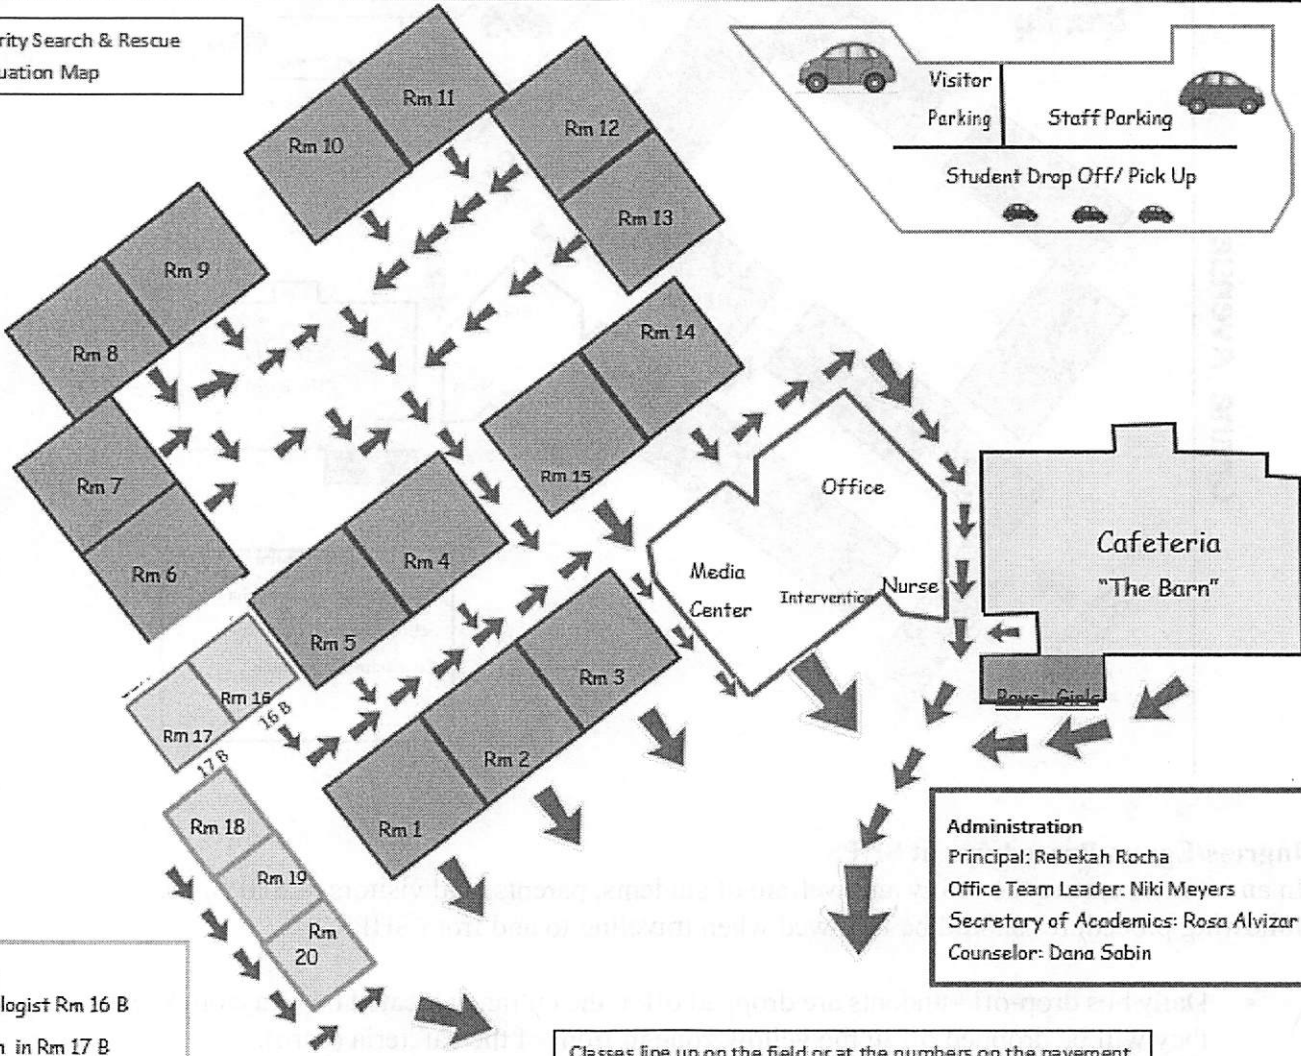 rity Search & Rescue
uation Map
Rm 11
Rm 10
Rm 12
Rm 13
Visitor
Parking
Staff Parking
Student Drop Off/ Pick Up
Rm 9
Rm 8
Rm 14
Rm 15
Rm 7
Rm 6
Office
Media
Center
Intervention
Nurse
Cafeteria
"The Barn"
Boys Girls
Rm 4
Rm 5
Rm 3
Rm 2
Rm 1
Rm 16
16 B
Rm 17
17 B
Rm 18
Rm 19
Rm
20
Administration
Principal: Rebekah Rocha
Office Team Leader: Niki Meyers
Secretary of Academics: Rosa Alvizar
Counselor: Dana Sabin
logist Rm 16 B
in Rm 17 B
Classes line up on the field or at the numbers on the pavement